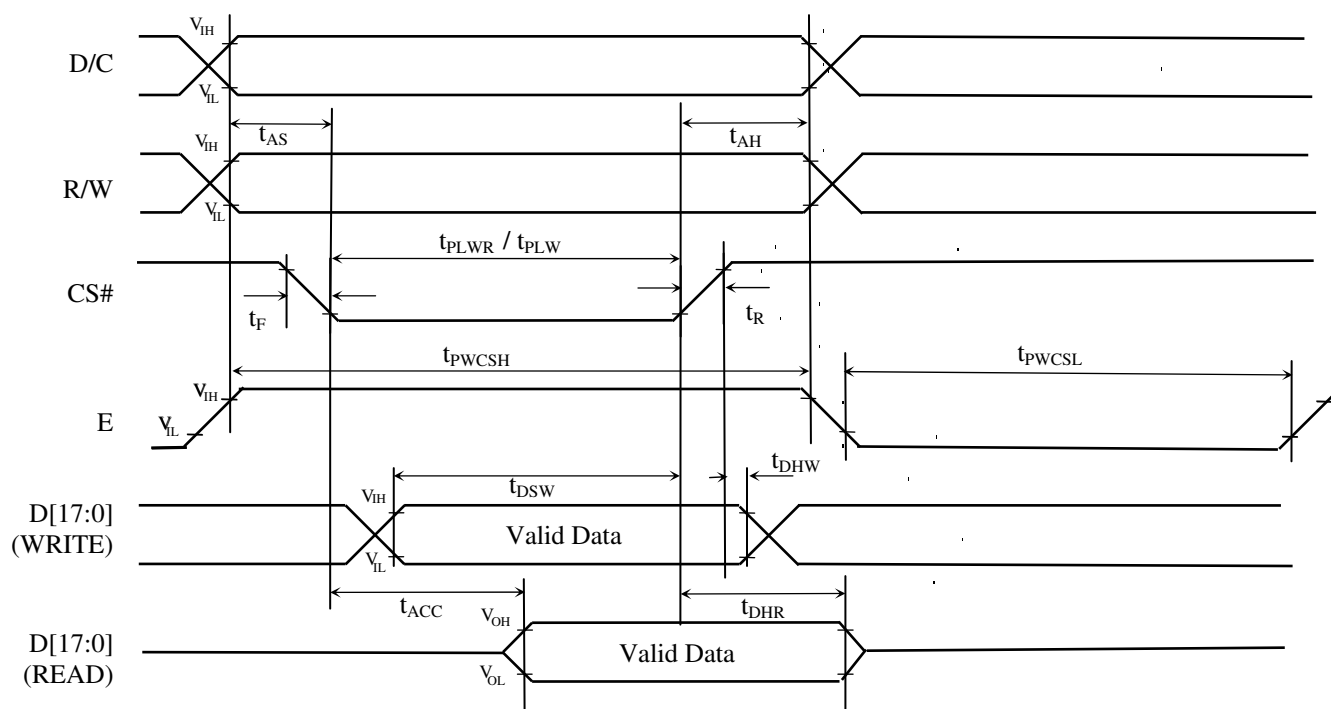 V_IH
D/C
V_IL
t_AS t_AH
V_IH
R/W
V_IL
t_PLWR / t_PLW
CS#
t_F t_R
t_PWCSH t_PWCSL
V_IH
E
V_IL
t_DHW
t_DSW
V_IH
D[17:0]
(WRITE)
Valid Data
V_IL
t_ACC t_DHR
V_OH
D[17:0]
(READ)
Valid Data
V_OL